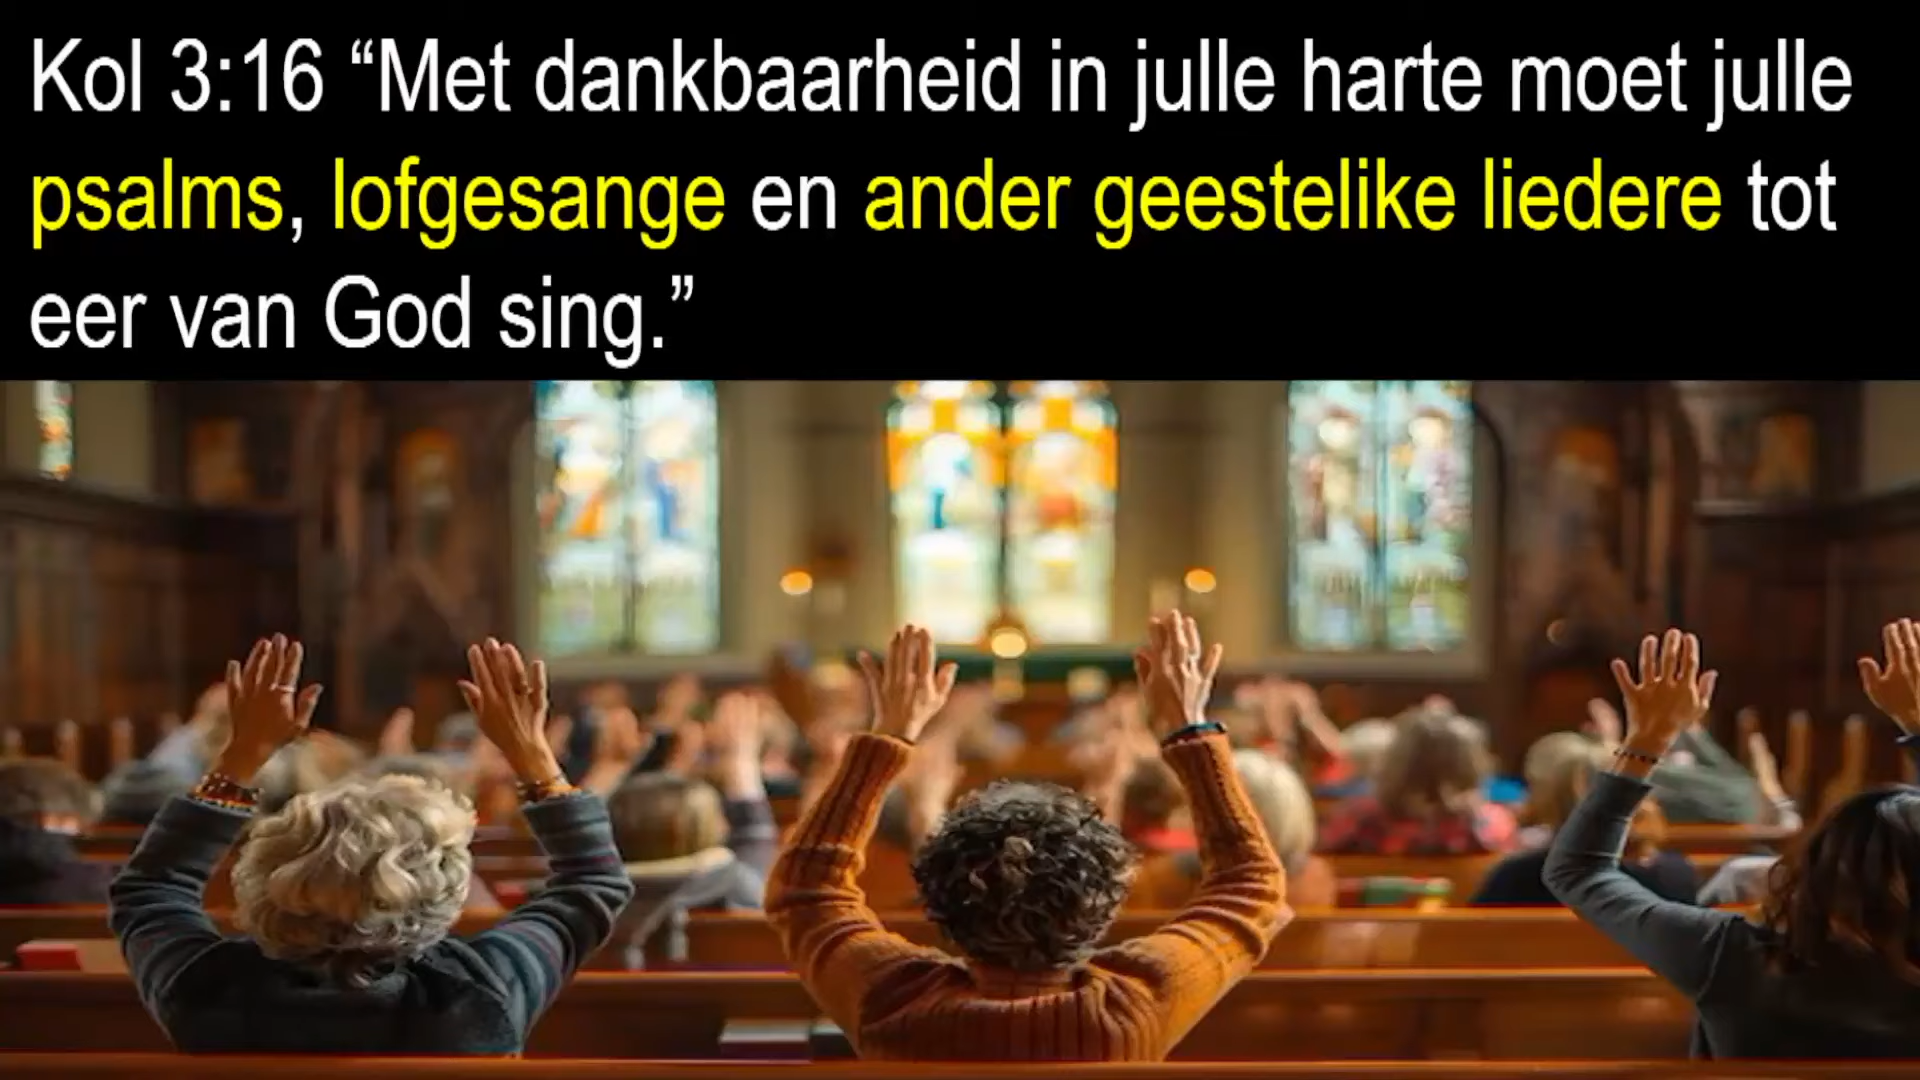 Kol 3:16 “Met dankbaarheid in julle harte moet julle
psalms, lofgesange en ander geestelike liedere tot
eer van God sing.”